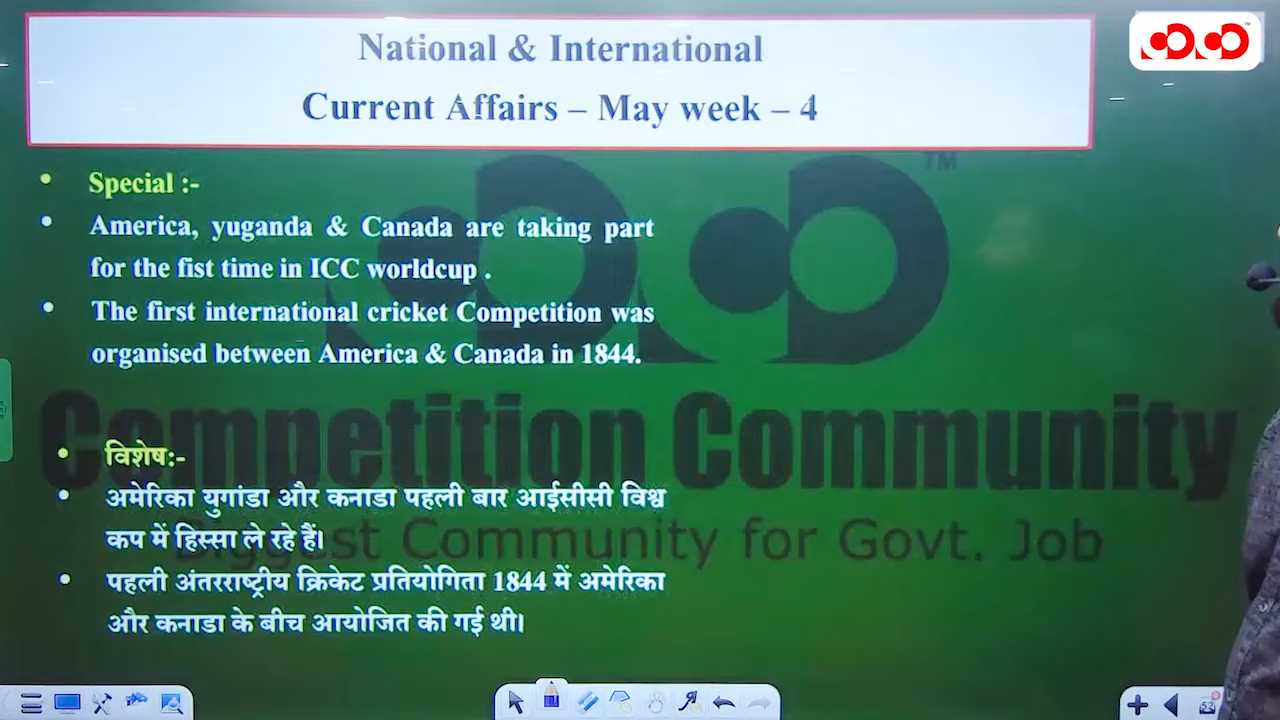 National & International
Current Affairs – May week – 4
TM
Special :-
America, yuganda & Canada are taking part
for the fist time in ICC worldcup .
The first international cricket Competition was
organised between America & Canada in 1844.
Competition Community
Biggest Community for Govt. Job
विशेष:-
अमेरिका युगांडा और कनाडा पहली बार आईसीसी विश्व
कप में हिस्सा ले रहे हैं।
पहली अंतरराष्ट्रीय क्रिकेट प्रतियोगिता 1844 में अमेरिका
और कनाडा के बीच आयोजित की गई थी।